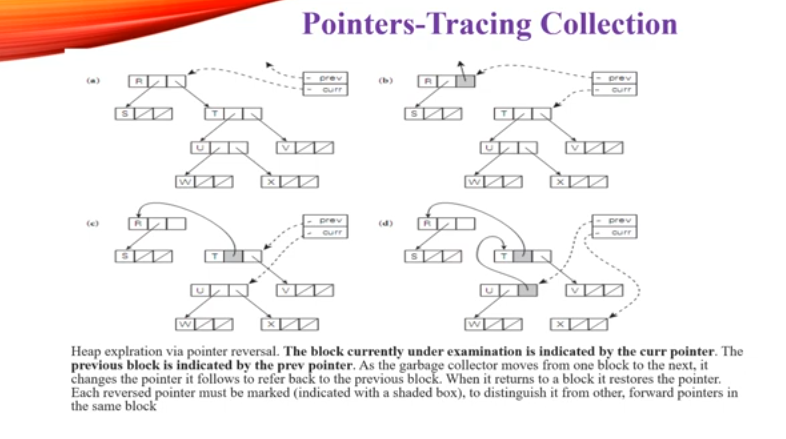 Pointers-Tracing Collection
(a) R prev curr S T U V W X
(b) R prev curr S T U V W X
(c) R prev curr S T U V W X
(d) R prev curr S T U V W X
Heap explration via pointer reversal. The block currently under examination is indicated by the curr pointer. The
previous block is indicated by the prev pointer. As the garbage collector moves from one block to the next, it
changes the pointer it follows to refer back to the previous block. When it returns to a block it restores the pointer.
Each reversed pointer must be marked (indicated with a shaded box), to distinguish it from other, forward pointers in
the same block